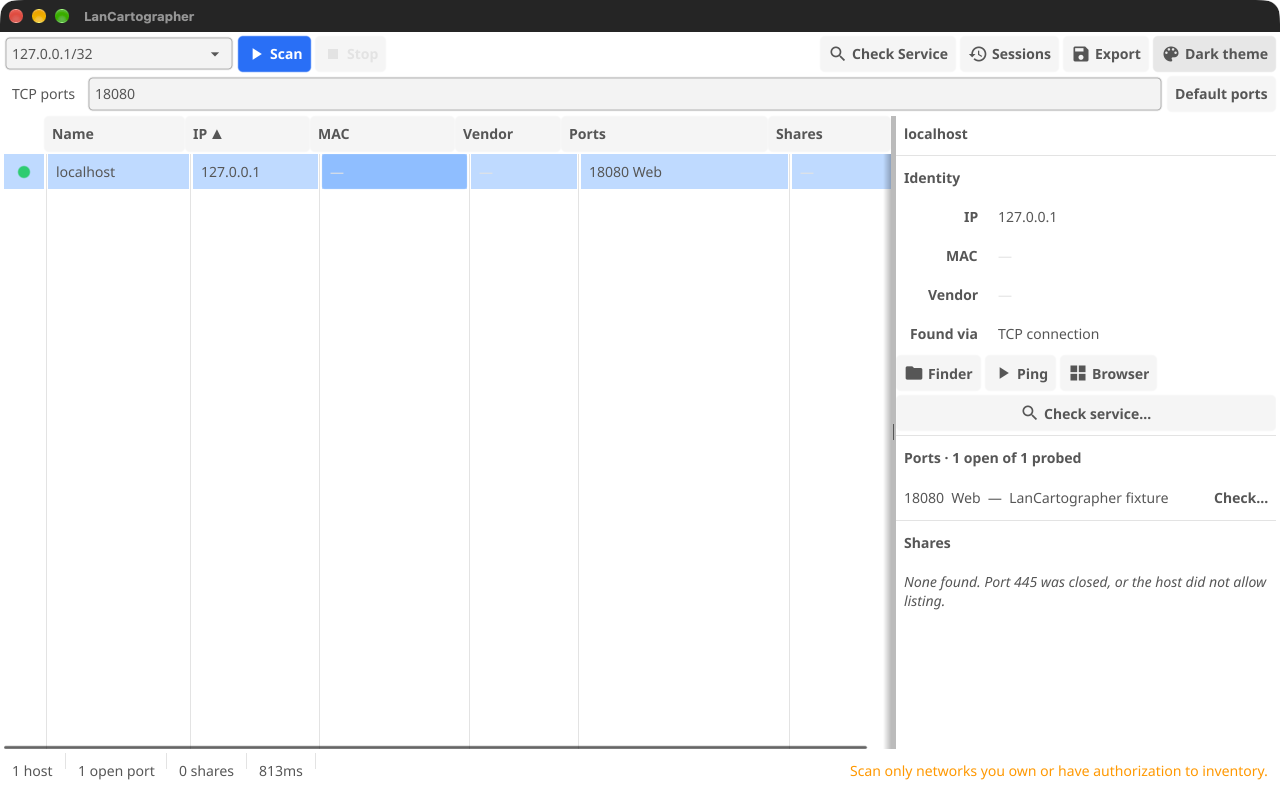 LanCartographer
127.0.0.1/32
Scan
Stop
Check Service
Sessions
Export
Dark theme
TCP ports
18080
Default ports
Name
IP ▲
MAC
Vendor
Ports
Shares
localhost
127.0.0.1
—
—
18080 Web
—
localhost
Identity
IP 127.0.0.1
MAC —
Vendor —
Found via TCP connection
Finder
Ping
Browser
Check service...
Ports · 1 open of 1 probed
18080 Web — LanCartographer fixture Check...
Shares
None found. Port 445 was closed, or the host did not allow
listing.
1 host
1 open port
0 shares
813ms
Scan only networks you own or have authorization to inventory.